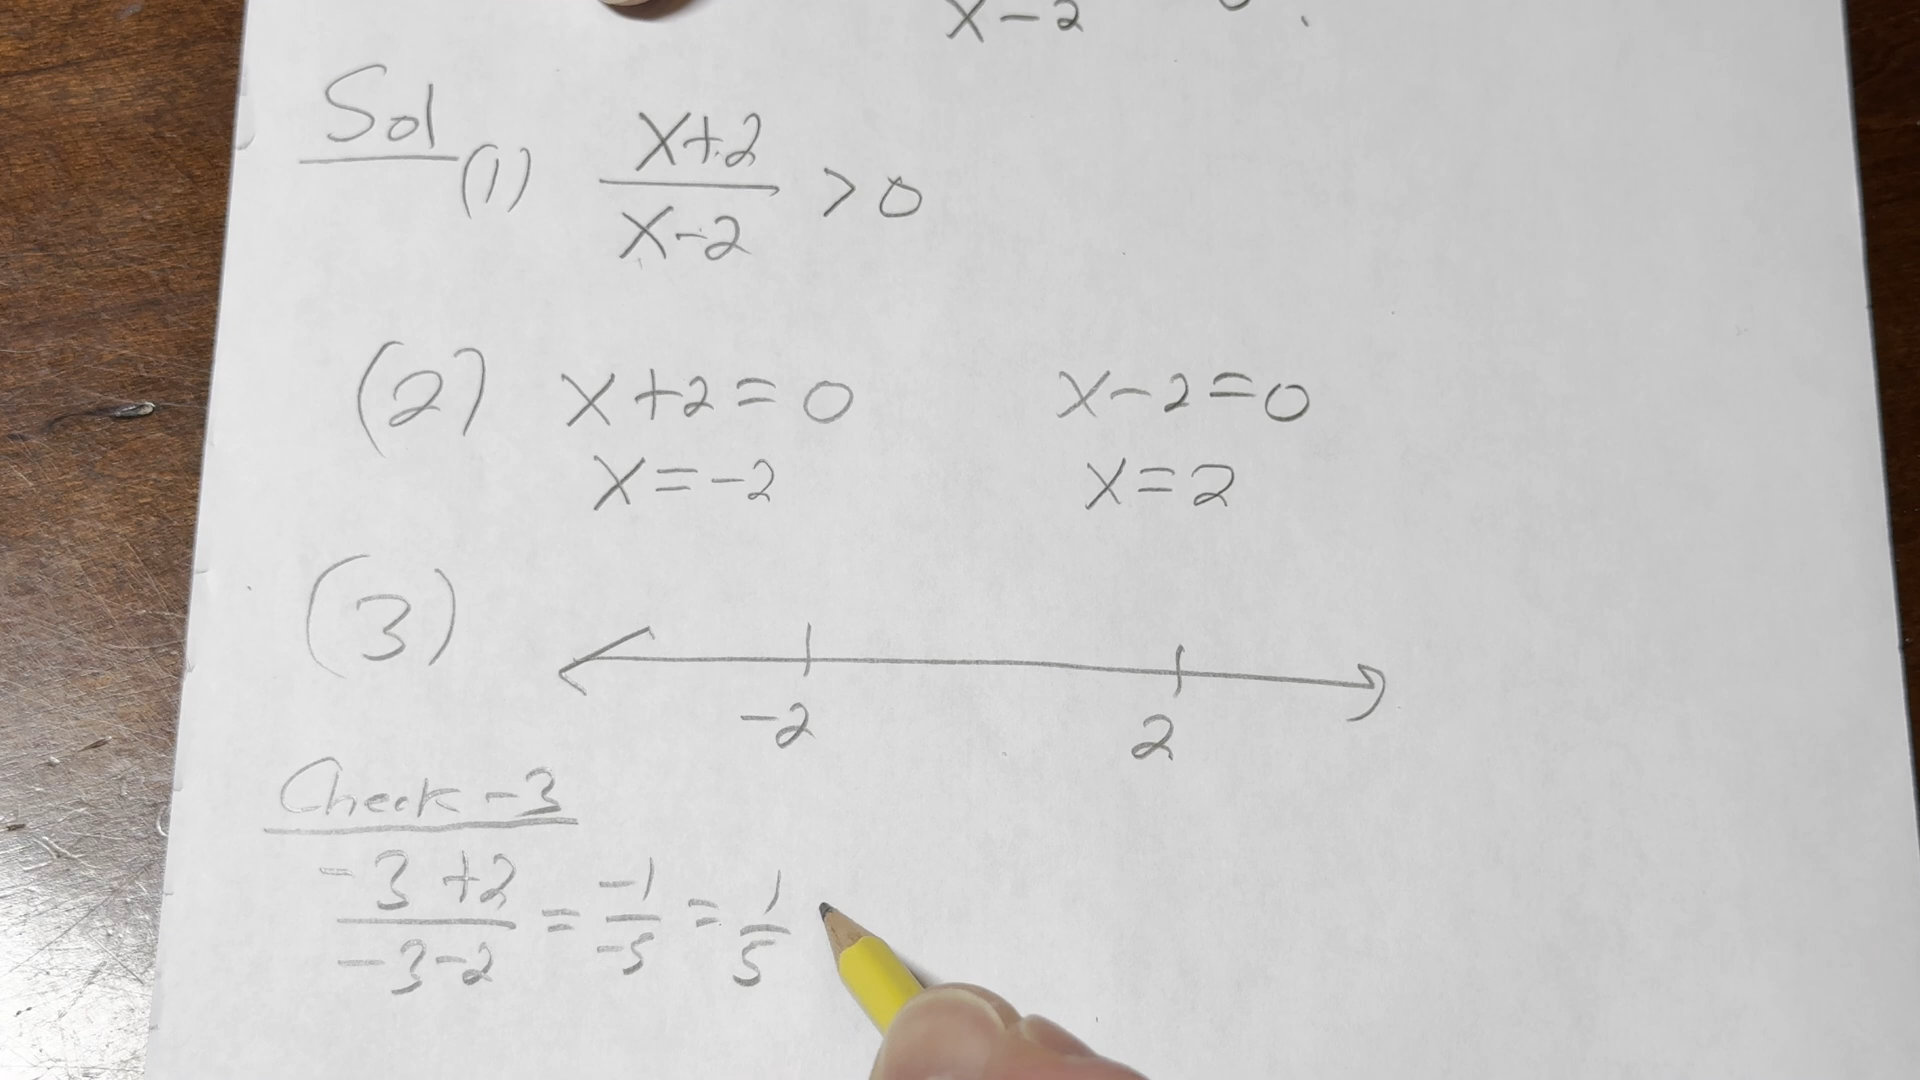 x-2
Sol
(1) x+2 / x-2 > 0
(2) x+2=0 x-2=0
x=-2 x=2
(3)
-2 2
Check -3
-3+2 / -3-2 = -1 / -5 = 1 / 5